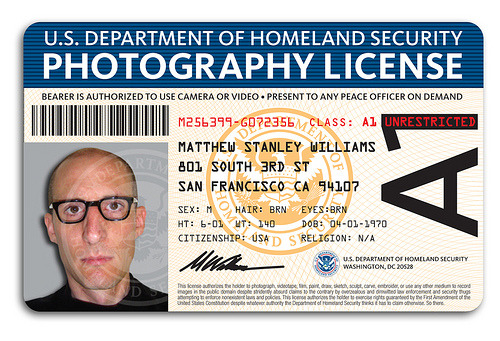 U.S. DEPARTMENT OF HOMELAND SECURITY
PHOTOGRAPHY LICENSE
BEARER IS AUTHORIZED TO USE CAMERA OR VIDEO • PRESENT TO ANY PEACE OFFICER ON DEMAND
M256399-G072356 CLASS: A1 UNRESTRICTED
MATTHEW STANLEY WILLIAMS
801 SOUTH 3RD ST
SAN FRANCISCO CA 94107
SEX: M HAIR: BRN EYES:BRN
HT: 6-01 WT: 140 DOB: 04-01-1970
CITIZENSHIP: USA RELIGION: N/A
A1
U.S. DEPARTMENT OF HOMELAND SECURITY
WASHINGTON, DC 20528
This license authorizes the holder to photograph, videotape, film, paint, draw, sketch, sculpt, carve, embroider, or use any other medium to record
images in the public domain despite stridently absurd claims to the contrary by overzealous and dimwitted law enforcement and security thugs
attempting to enforce nonexistent laws and policies. This license authorizes the holder to exercise rights guaranteed by the First Amendment of the
United States Constitution despite whatever authority the Department of Homeland Security thinks it has to claim otherwise. So there.